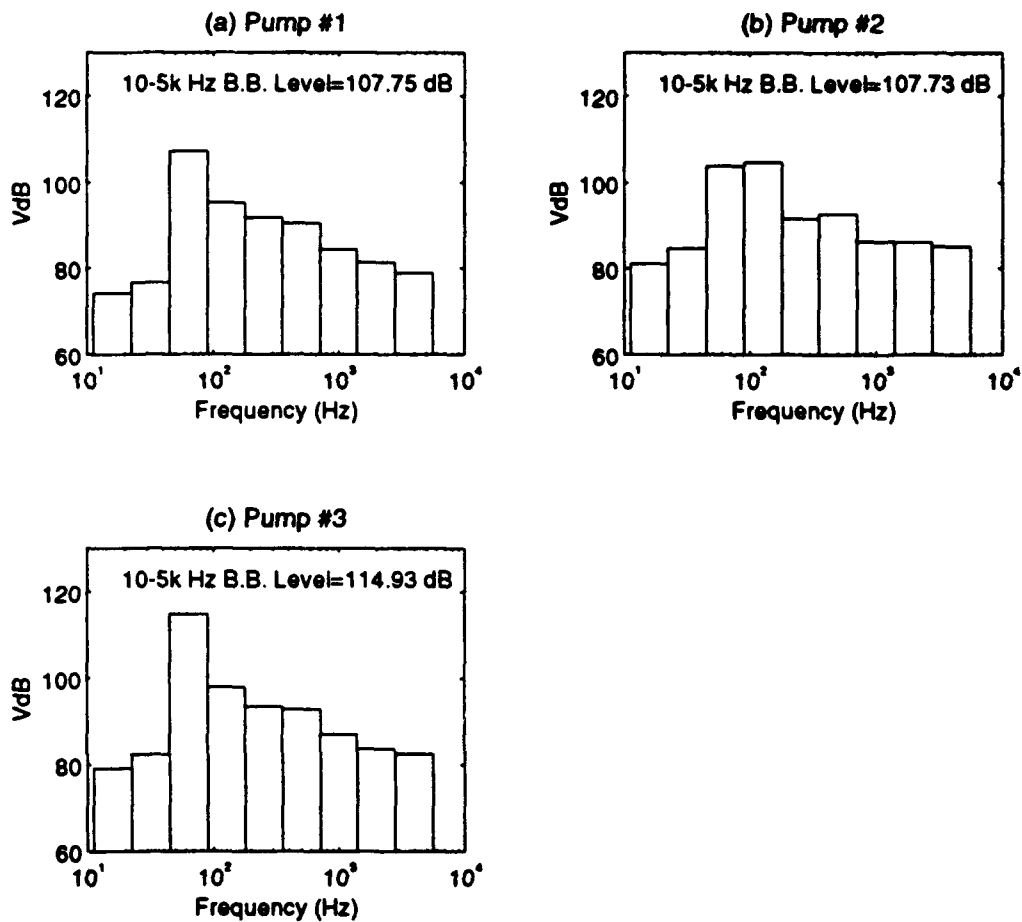 (a) Pump #1
10-5k Hz B.B. Level=107.75 dB
VdB
120
100
80
60
10¹ 10² 10³ 10⁴
Frequency (Hz)
(b) Pump #2
10-5k Hz B.B. Level=107.73 dB
VdB
120
100
80
60
10¹ 10² 10³ 10⁴
Frequency (Hz)
(c) Pump #3
10-5k Hz B.B. Level=114.93 dB
VdB
120
100
80
60
10¹ 10² 10³ 10⁴
Frequency (Hz)